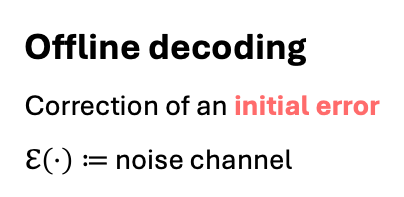 Offline decoding
Correction of an initial error
ℇ(·) ≔ noise channel